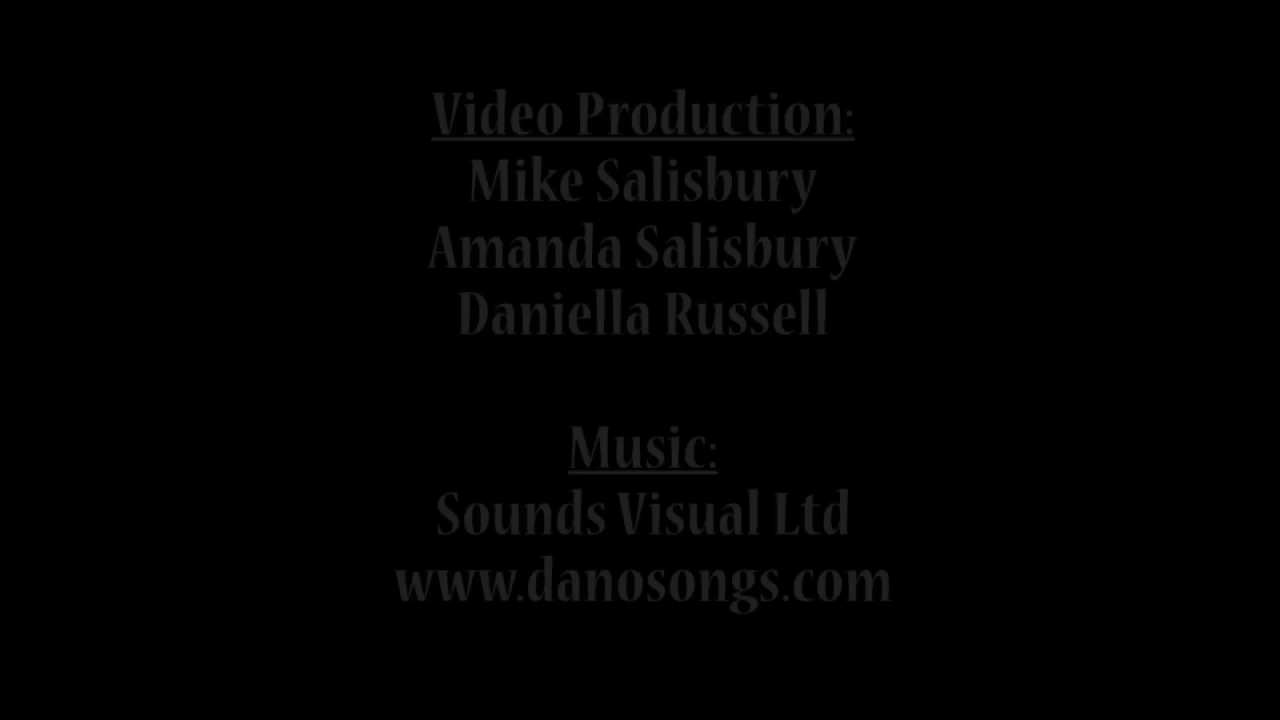 Video Production:
Mike Salisbury
Amanda Salisbury
Daniella Russell
Music:
Sounds Visual Ltd
www.danosongs.com